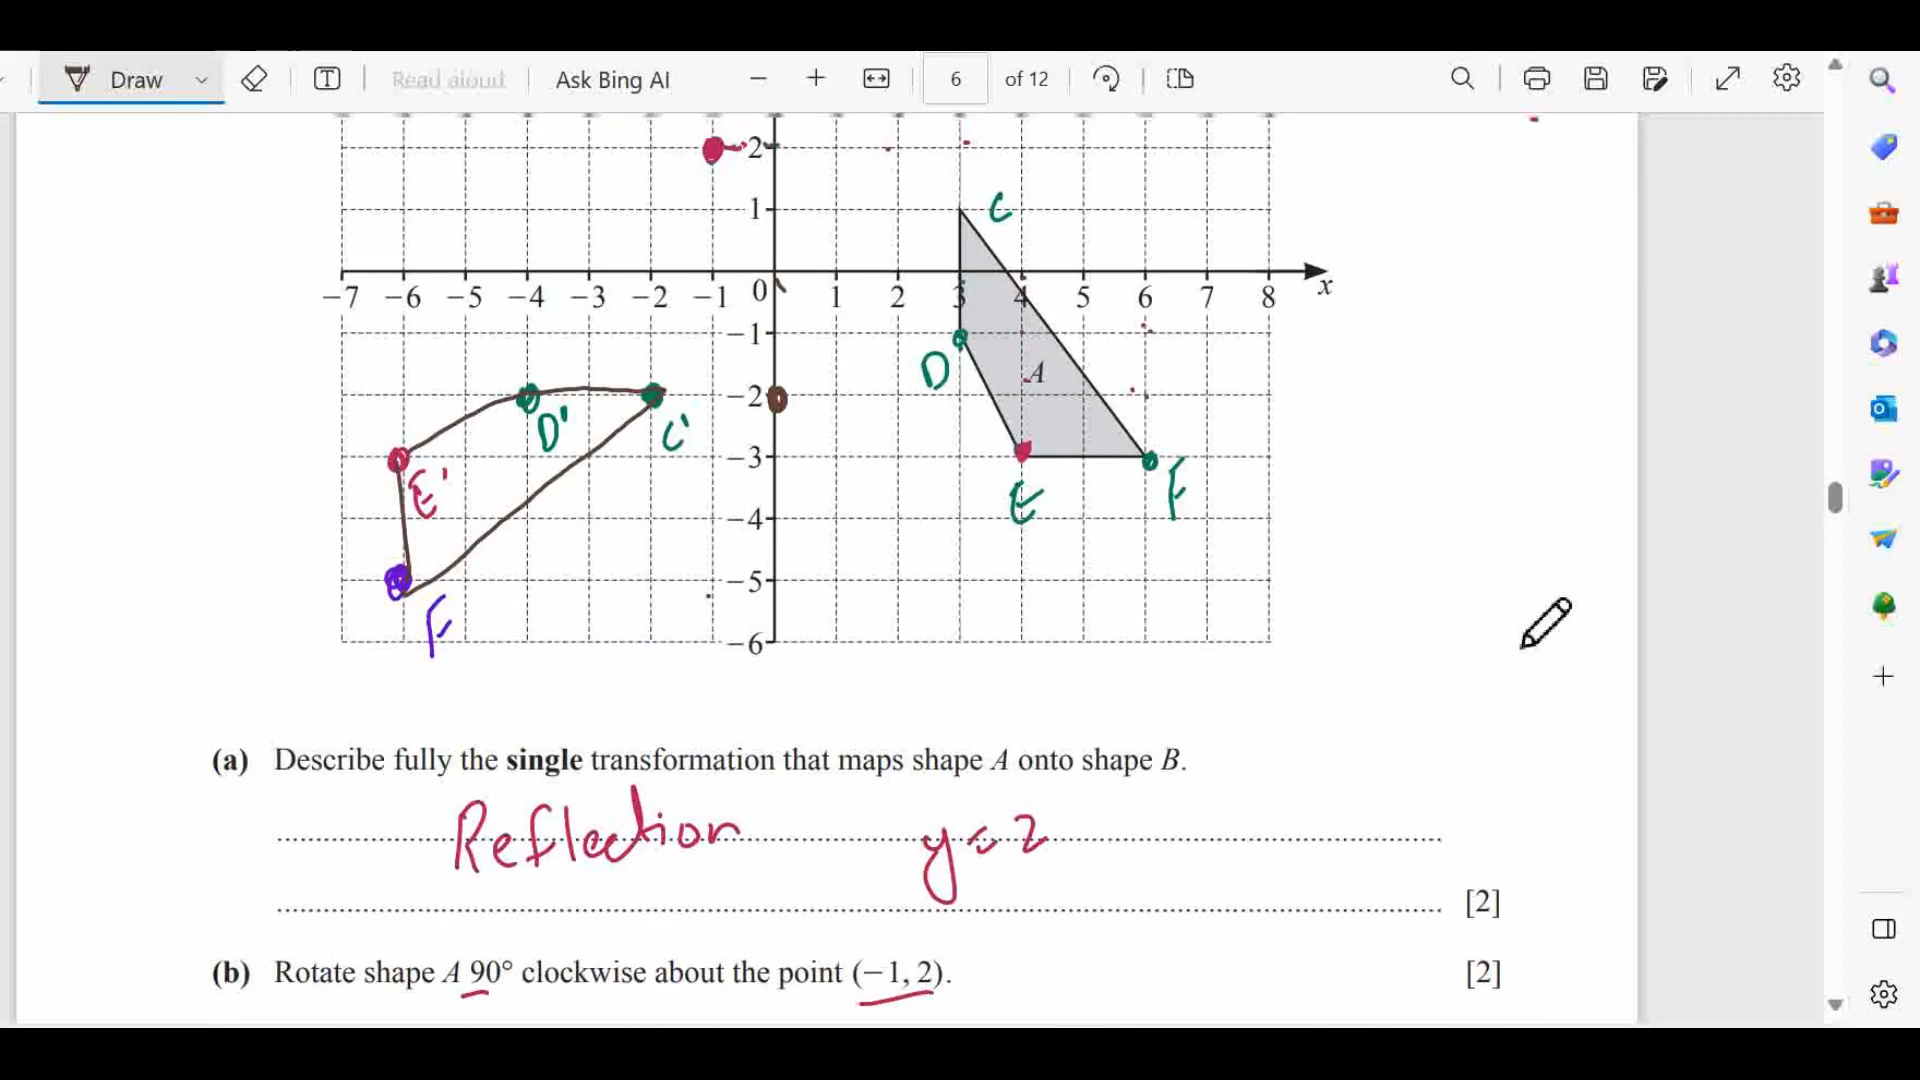 Draw
Read aloud
Ask Bing AI
6 of 12
2
1
-7 -6 -5 -4 -3 -2 -1 0 1 2 3 4 5 6 7 8 x
-1
-2
-3
-4
-5
-6
C
D
A
E
F
D'
C'
E'
F
(a) Describe fully the single transformation that maps shape A onto shape B.
Reflection y = 2
[2]
(b) Rotate shape A 90° clockwise about the point (−1, 2). [2]